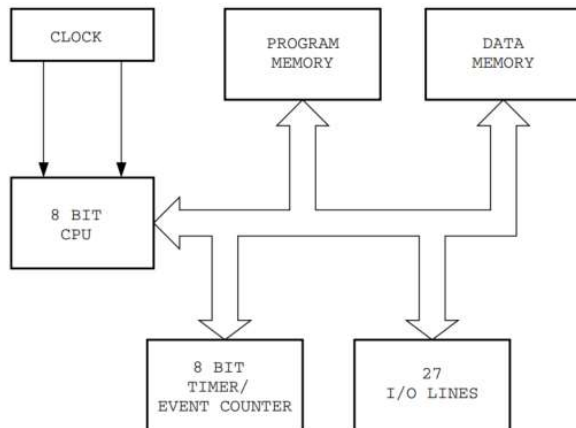 CLOCK
PROGRAM
MEMORY
DATA
MEMORY
8 BIT
CPU
8 BIT
TIMER/
EVENT COUNTER
27
I/O LINES